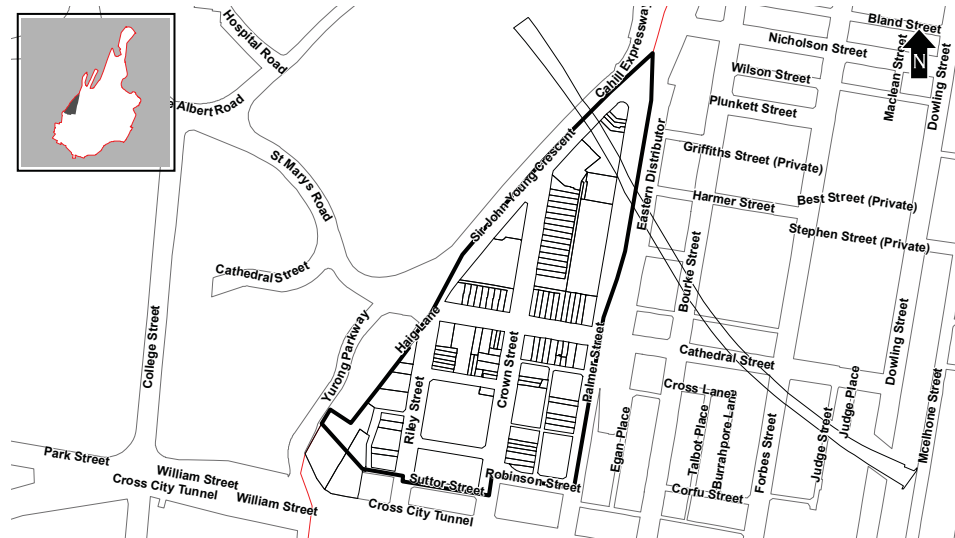 Bland Street
Hospital Road
Cahill Expressway
Nicholson Street
Maclean Street
N
Dowling Street
Wilson Street
e Albert Road
Plunkett Street
St Marys Road
Sir John Young Crescent
Eastern Distributor
Griffiths Street (Private)
Harmer Street
Best Street (Private)
Stephen Street (Private)
Cathedral Street
Bourke Street
College Street
Yurong Parkway
Haig Lane
Crown Street
Palmer Street
Cathedral Street
Dowling Street
Riley Street
Cross Lane
Judge Place
Mcelhone Street
Egan Place
Talbot Place
Burrahpore Lane
Forbes Street
Judge Street
Park Street
William Street
Cross City Tunnel
William Street
Suttor Street
Robinson Street
Corfu Street
Cross City Tunnel